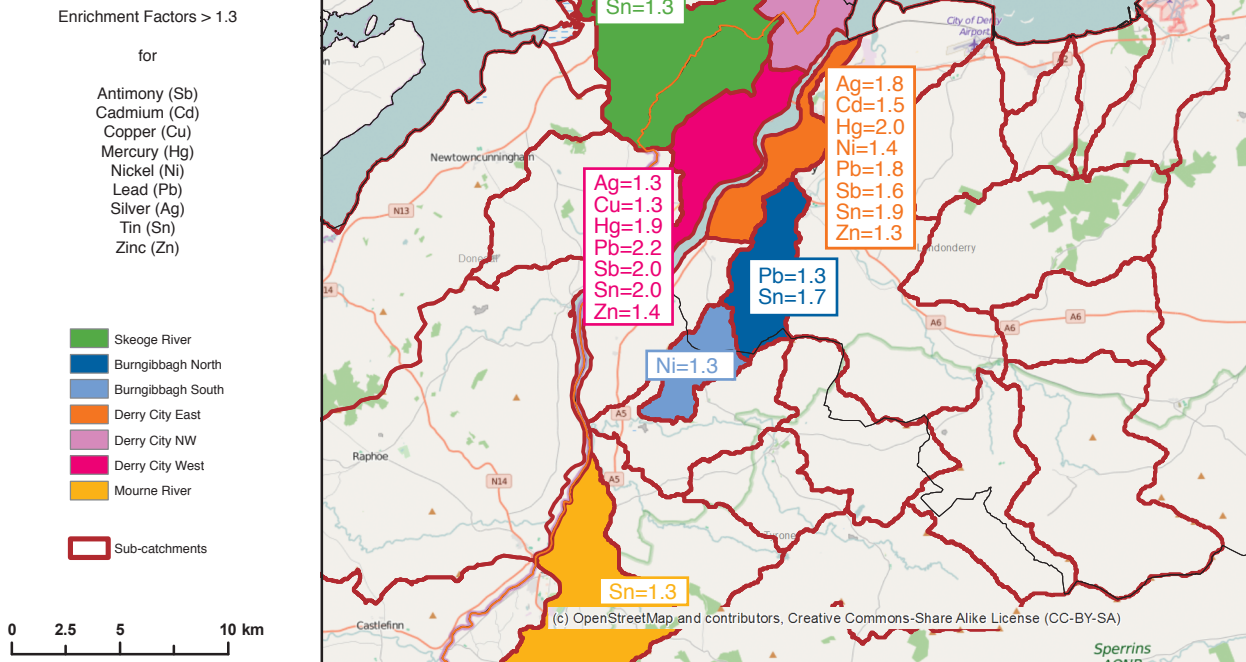 Enrichment Factors > 1.3
for
Antimony (Sb)
Cadmium (Cd)
Copper (Cu)
Mercury (Hg)
Nickel (Ni)
Lead (Pb)
Silver (Ag)
Tin (Sn)
Zinc (Zn)
Skeoge River
Burngibbagh North
Burngibbagh South
Derry City East
Derry City NW
Derry City West
Mourne River
Sub-catchments
0 2.5 5 10 km
Sn=1.3
City of Derry
Airport
A2
Ag=1.8
Cd=1.5
Hg=2.0
Ni=1.4
Pb=1.8
Sb=1.6
Sn=1.9
Zn=1.3
Newtowncunningham
Ag=1.3
Cu=1.3
Hg=1.9
Pb=2.2
Sb=2.0
Sn=2.0
Zn=1.4
N13
Londonderry
Donegal
Pb=1.3
Sn=1.7
14
A6
A6
A6
Ni=1.3
A5
Raphoe
N14
A5
Tyrone
Sn=1.3
(c) OpenStreetMap and contributors, Creative Commons-Share Alike License (CC-BY-SA)
Castlefinn
Sperrins
AONB